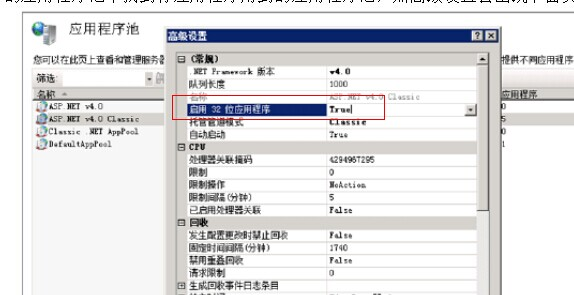 应用程序池
您可以在此页上查看和管理服务器
提供不同应用程序
筛选:
名称
应用程序
ASP.NET v4.0
0
ASP.NET v4.0 Classic
5
Classic .NET AppPool
0
DefaultAppPool
1
高级设置
(常规)
.NET Framework 版本 v4.0
队列长度 1000
名称 ASP.NET v4.0 Classic
启用 32 位应用程序 True
托管管道模式 Classic
自动启动 True
CPU
处理器关联掩码 4294967295
限制 0
限制操作 NoAction
限制间隔(分钟) 5
已启用处理器关联 False
回收
发生配置更改时禁止回收 False
固定时间间隔(分钟) 1740
禁用重叠回收 False
请求限制 0
生成回收事件日志条目